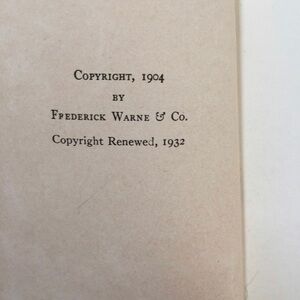 Copyright, 1904
by
Frederick Warne & Co.
Copyright Renewed, 1932